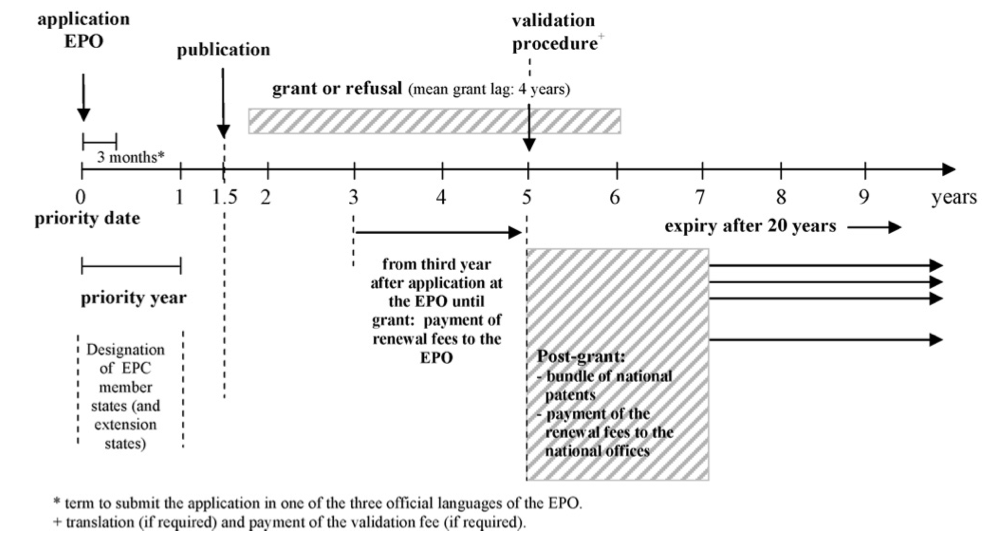 application
EPO
publication
validation
procedure+
grant or refusal (mean grant lag: 4 years)
3 months*
0 1 1.5 2 3 4 5 6 7 8 9 years
priority date
expiry after 20 years
priority year
from third year
after application at
the EPO until
grant: payment of
renewal fees to the
EPO
Designation
of EPC
member
states (and
extension
states)
Post-grant:
- bundle of national
patents
- payment of the
renewal fees to the
national offices
* term to submit the application in one of the three official languages of the EPO.
+ translation (if required) and payment of the validation fee (if required).